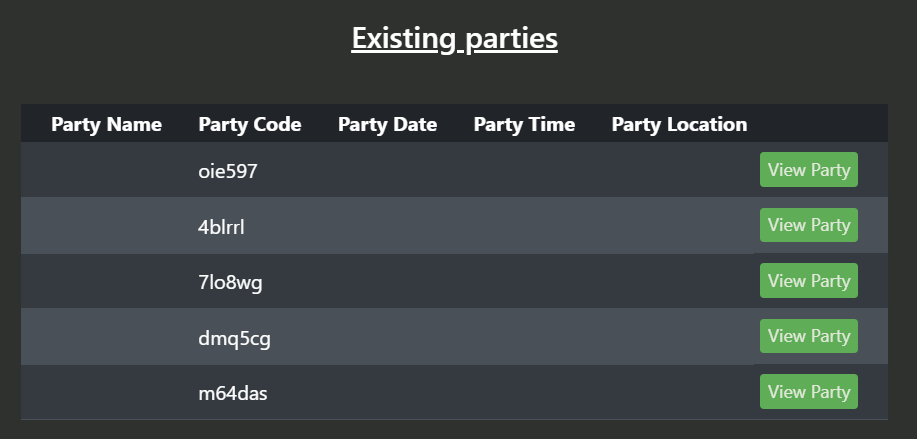 Existing parties
Party Name Party Code Party Date Party Time Party Location
oie597 View Party
4blrrl View Party
7lo8wg View Party
dmq5cg View Party
m64das View Party